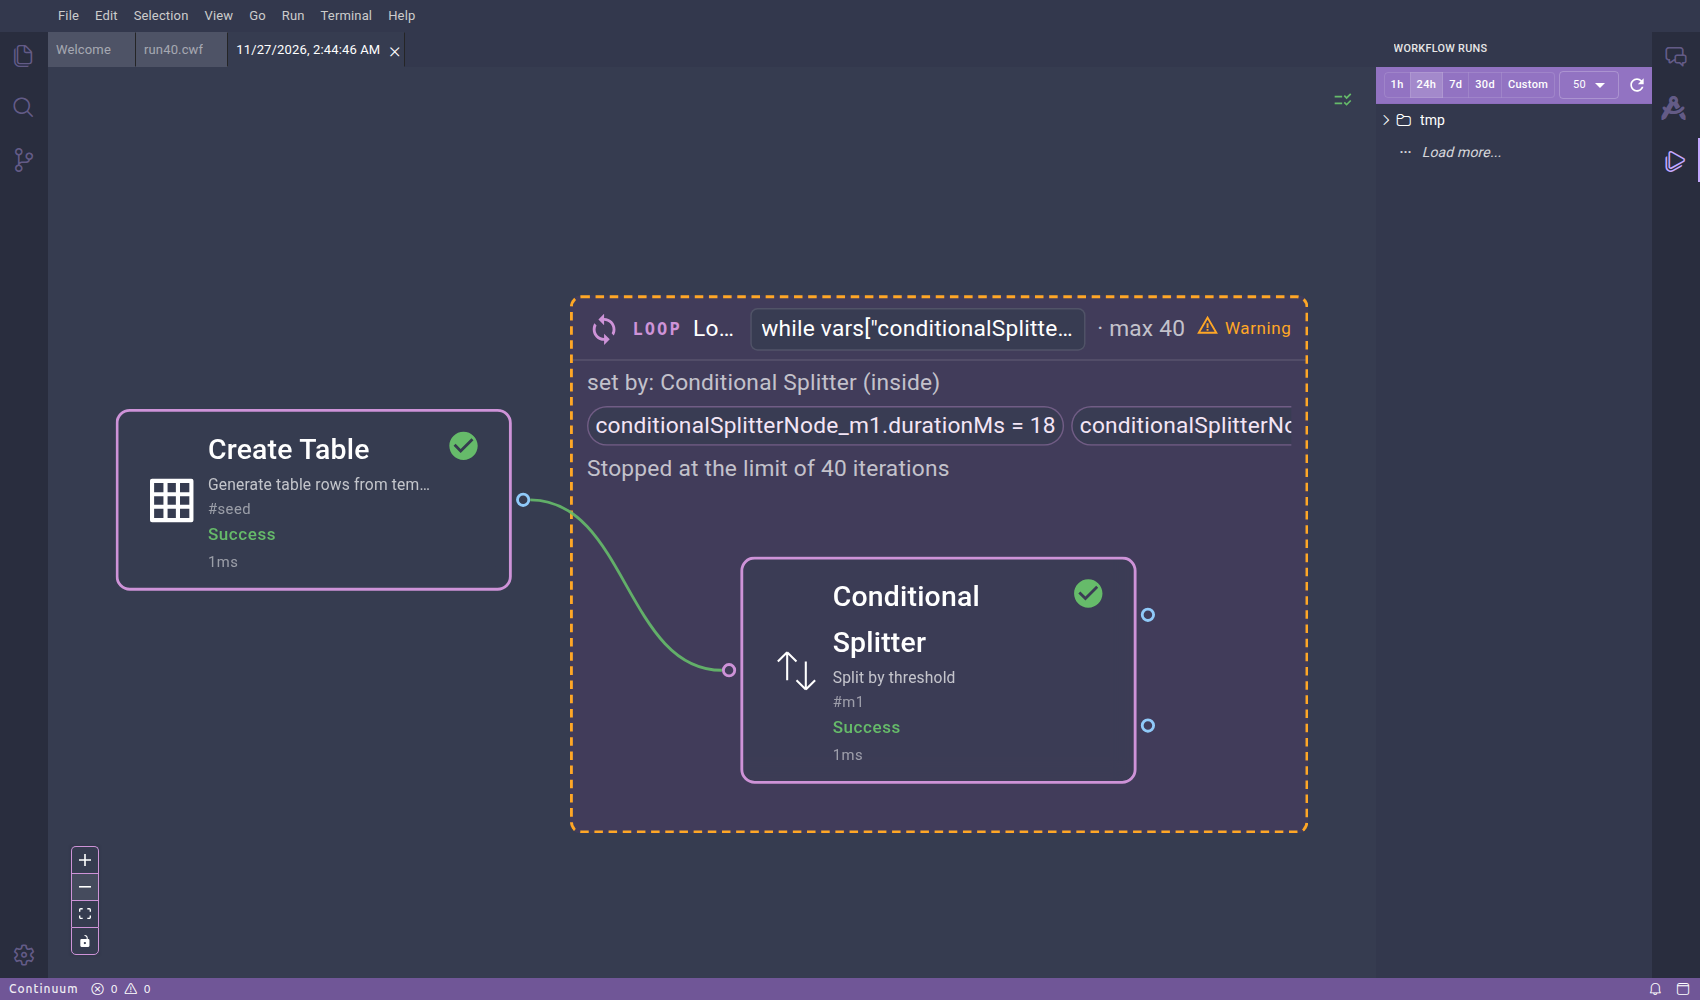 File Edit Selection View Go Run Terminal Help
Welcome run40.cwf 11/27/2026, 2:44:46 AM
WORKFLOW RUNS
1h 24h 7d 30d Custom 50
tmp
Load more...
LOOP Lo... while vars["conditionalSplitte... · max 40 Warning
set by: Conditional Splitter (inside)
conditionalSplitterNode_m1.durationMs = 18 conditionalSplitterNo
Stopped at the limit of 40 iterations
Create Table
Generate table rows from tem...
#seed
Success
1ms
Conditional
Splitter
Split by threshold
#m1
Success
1ms
Continuum 0 0